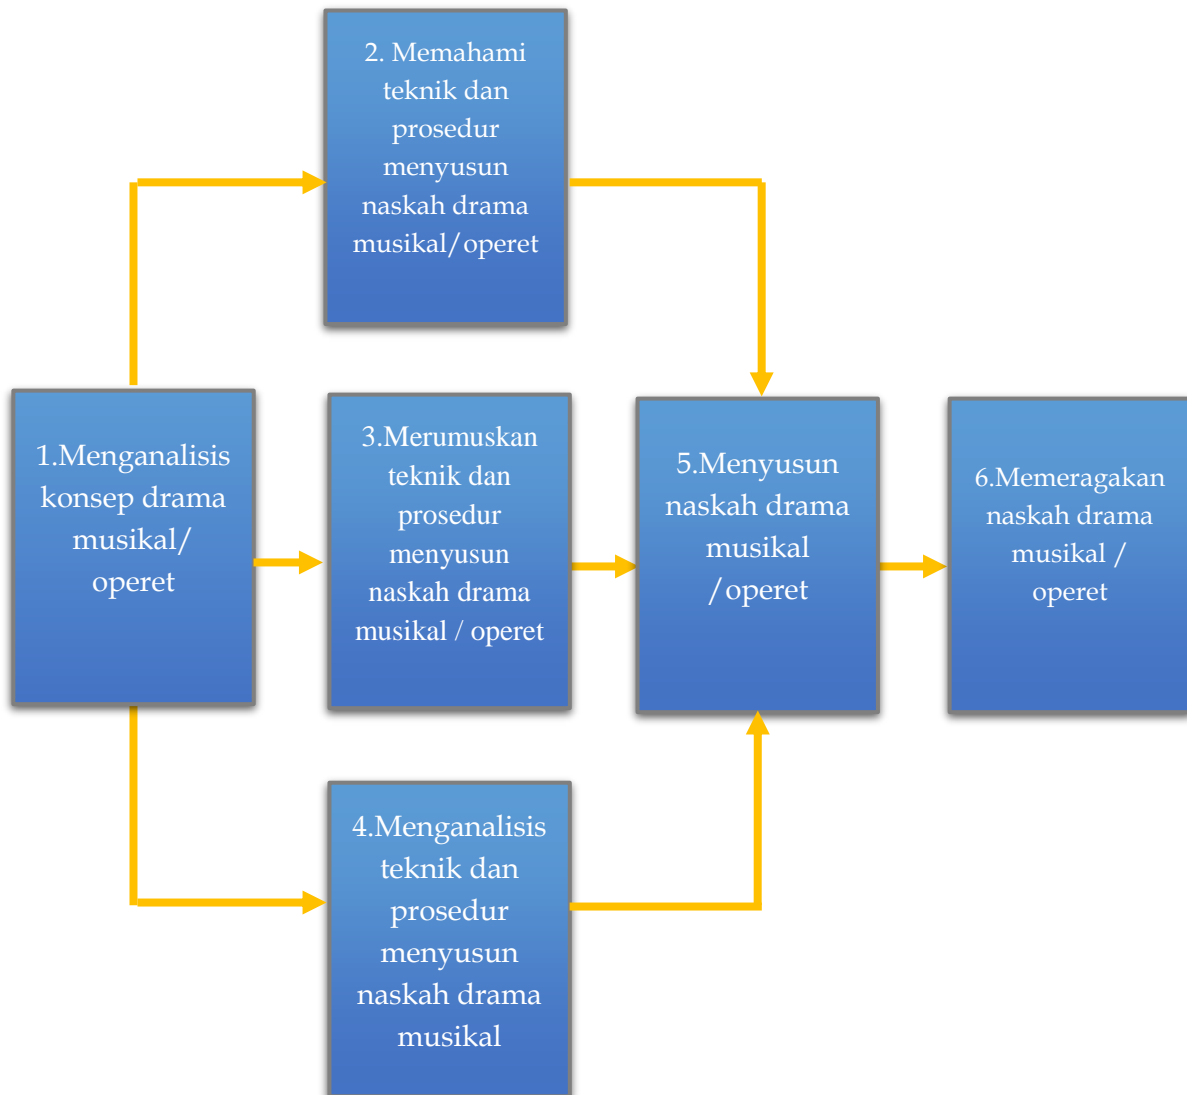 2. Memahami
teknik dan
prosedur
menyusun
naskah drama
musikal/operet
1.Menganalisis
konsep drama
musikal/
operet
3.Merumuskan
teknik dan
prosedur
menyusun
naskah drama
musikal / operet
5.Menyusun
naskah drama
musikal
/operet
6.Memeragakan
naskah drama
musikal /
operet
4.Menganalisis
teknik dan
prosedur
menyusun
naskah drama
musikal